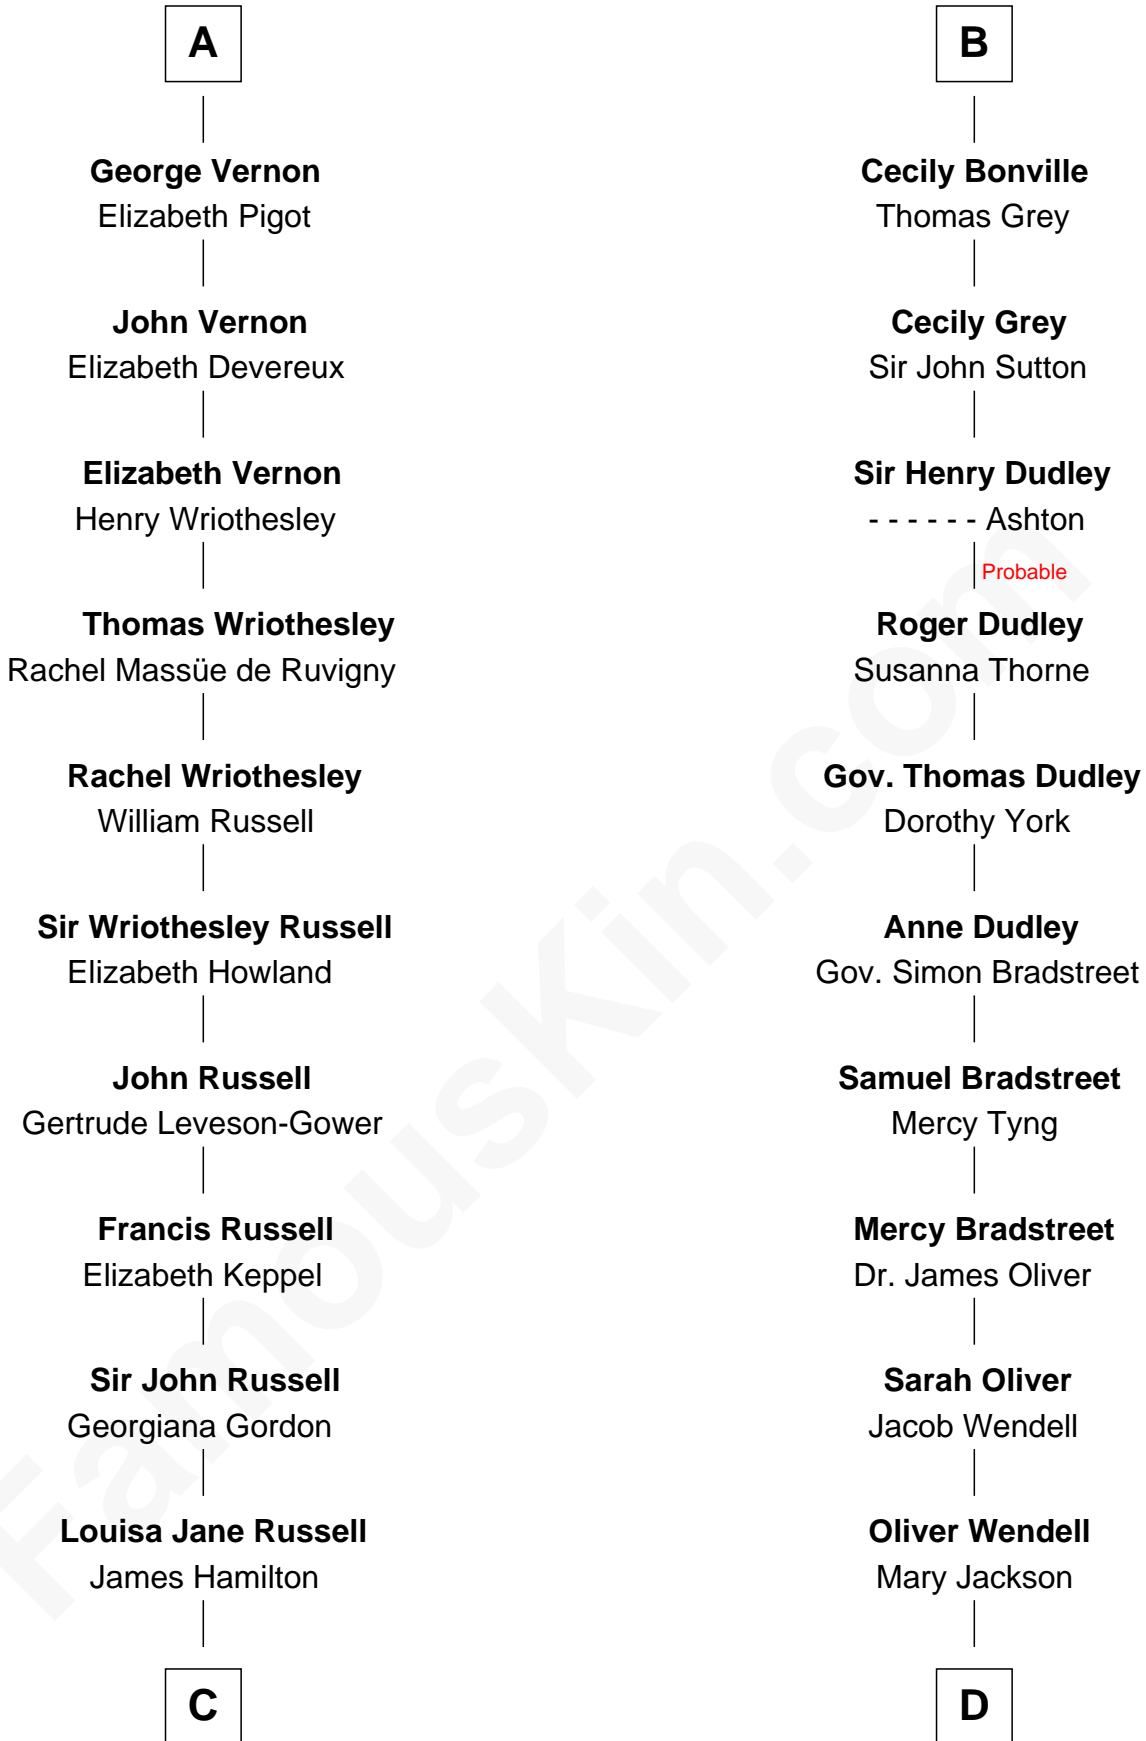 A
George Vernon
Elizabeth Pigot
John Vernon
Elizabeth Devereux
Elizabeth Vernon
Henry Wriothesley
Thomas Wriothesley
Rachel Massüe de Ruvigny
Rachel Wriothesley
William Russell
Sir Wriothesley Russell
Elizabeth Howland
John Russell
Gertrude Leveson-Gower
Francis Russell
Elizabeth Keppel
Sir John Russell
Georgiana Gordon
Louisa Jane Russell
James Hamilton
C
B
Cecily Bonville
Thomas Grey
Cecily Grey
Sir John Sutton
Sir Henry Dudley
- - - - - - Ashton
Probable
Roger Dudley
Susanna Thorne
Gov. Thomas Dudley
Dorothy York
Anne Dudley
Gov. Simon Bradstreet
Samuel Bradstreet
Mercy Tyng
Mercy Bradstreet
Dr. James Oliver
Sarah Oliver
Jacob Wendell
Oliver Wendell
Mary Jackson
D
FamousKin.com